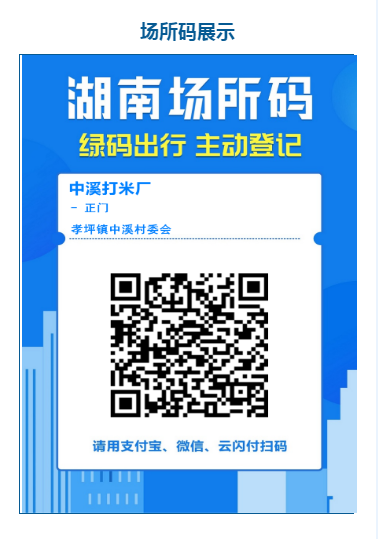 场所码展示
湖南场所码
绿码出行 主动登记
中溪打米厂
- 正门
孝坪镇中溪村委会
请用支付宝、微信、云闪付扫码